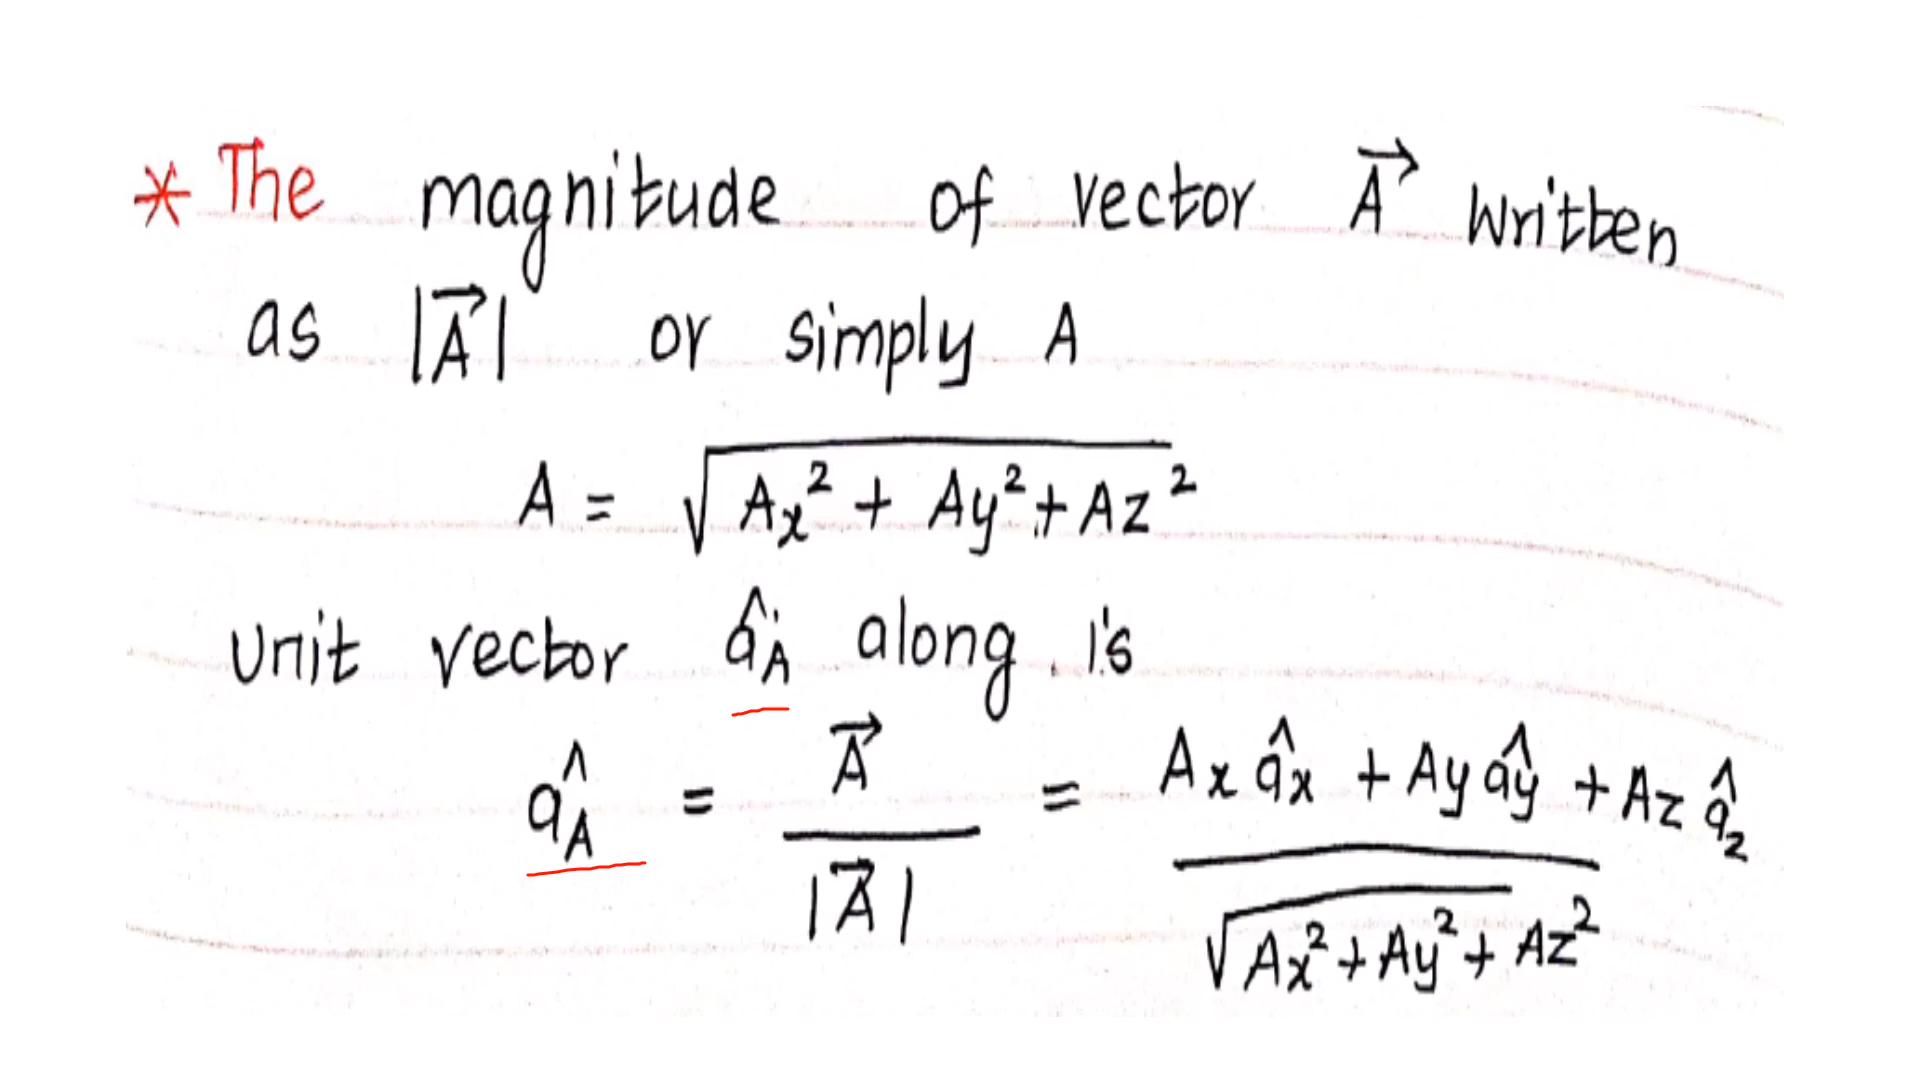 * The magnitude of vector A⃗ written
as |A⃗| or simply A
A = √Ax² + Ay² + Az²
unit vector âA along is
âA = A⃗ / |A⃗| = Ax âx + Ay ây + Az âz / √Ax² + Ay² + Az²